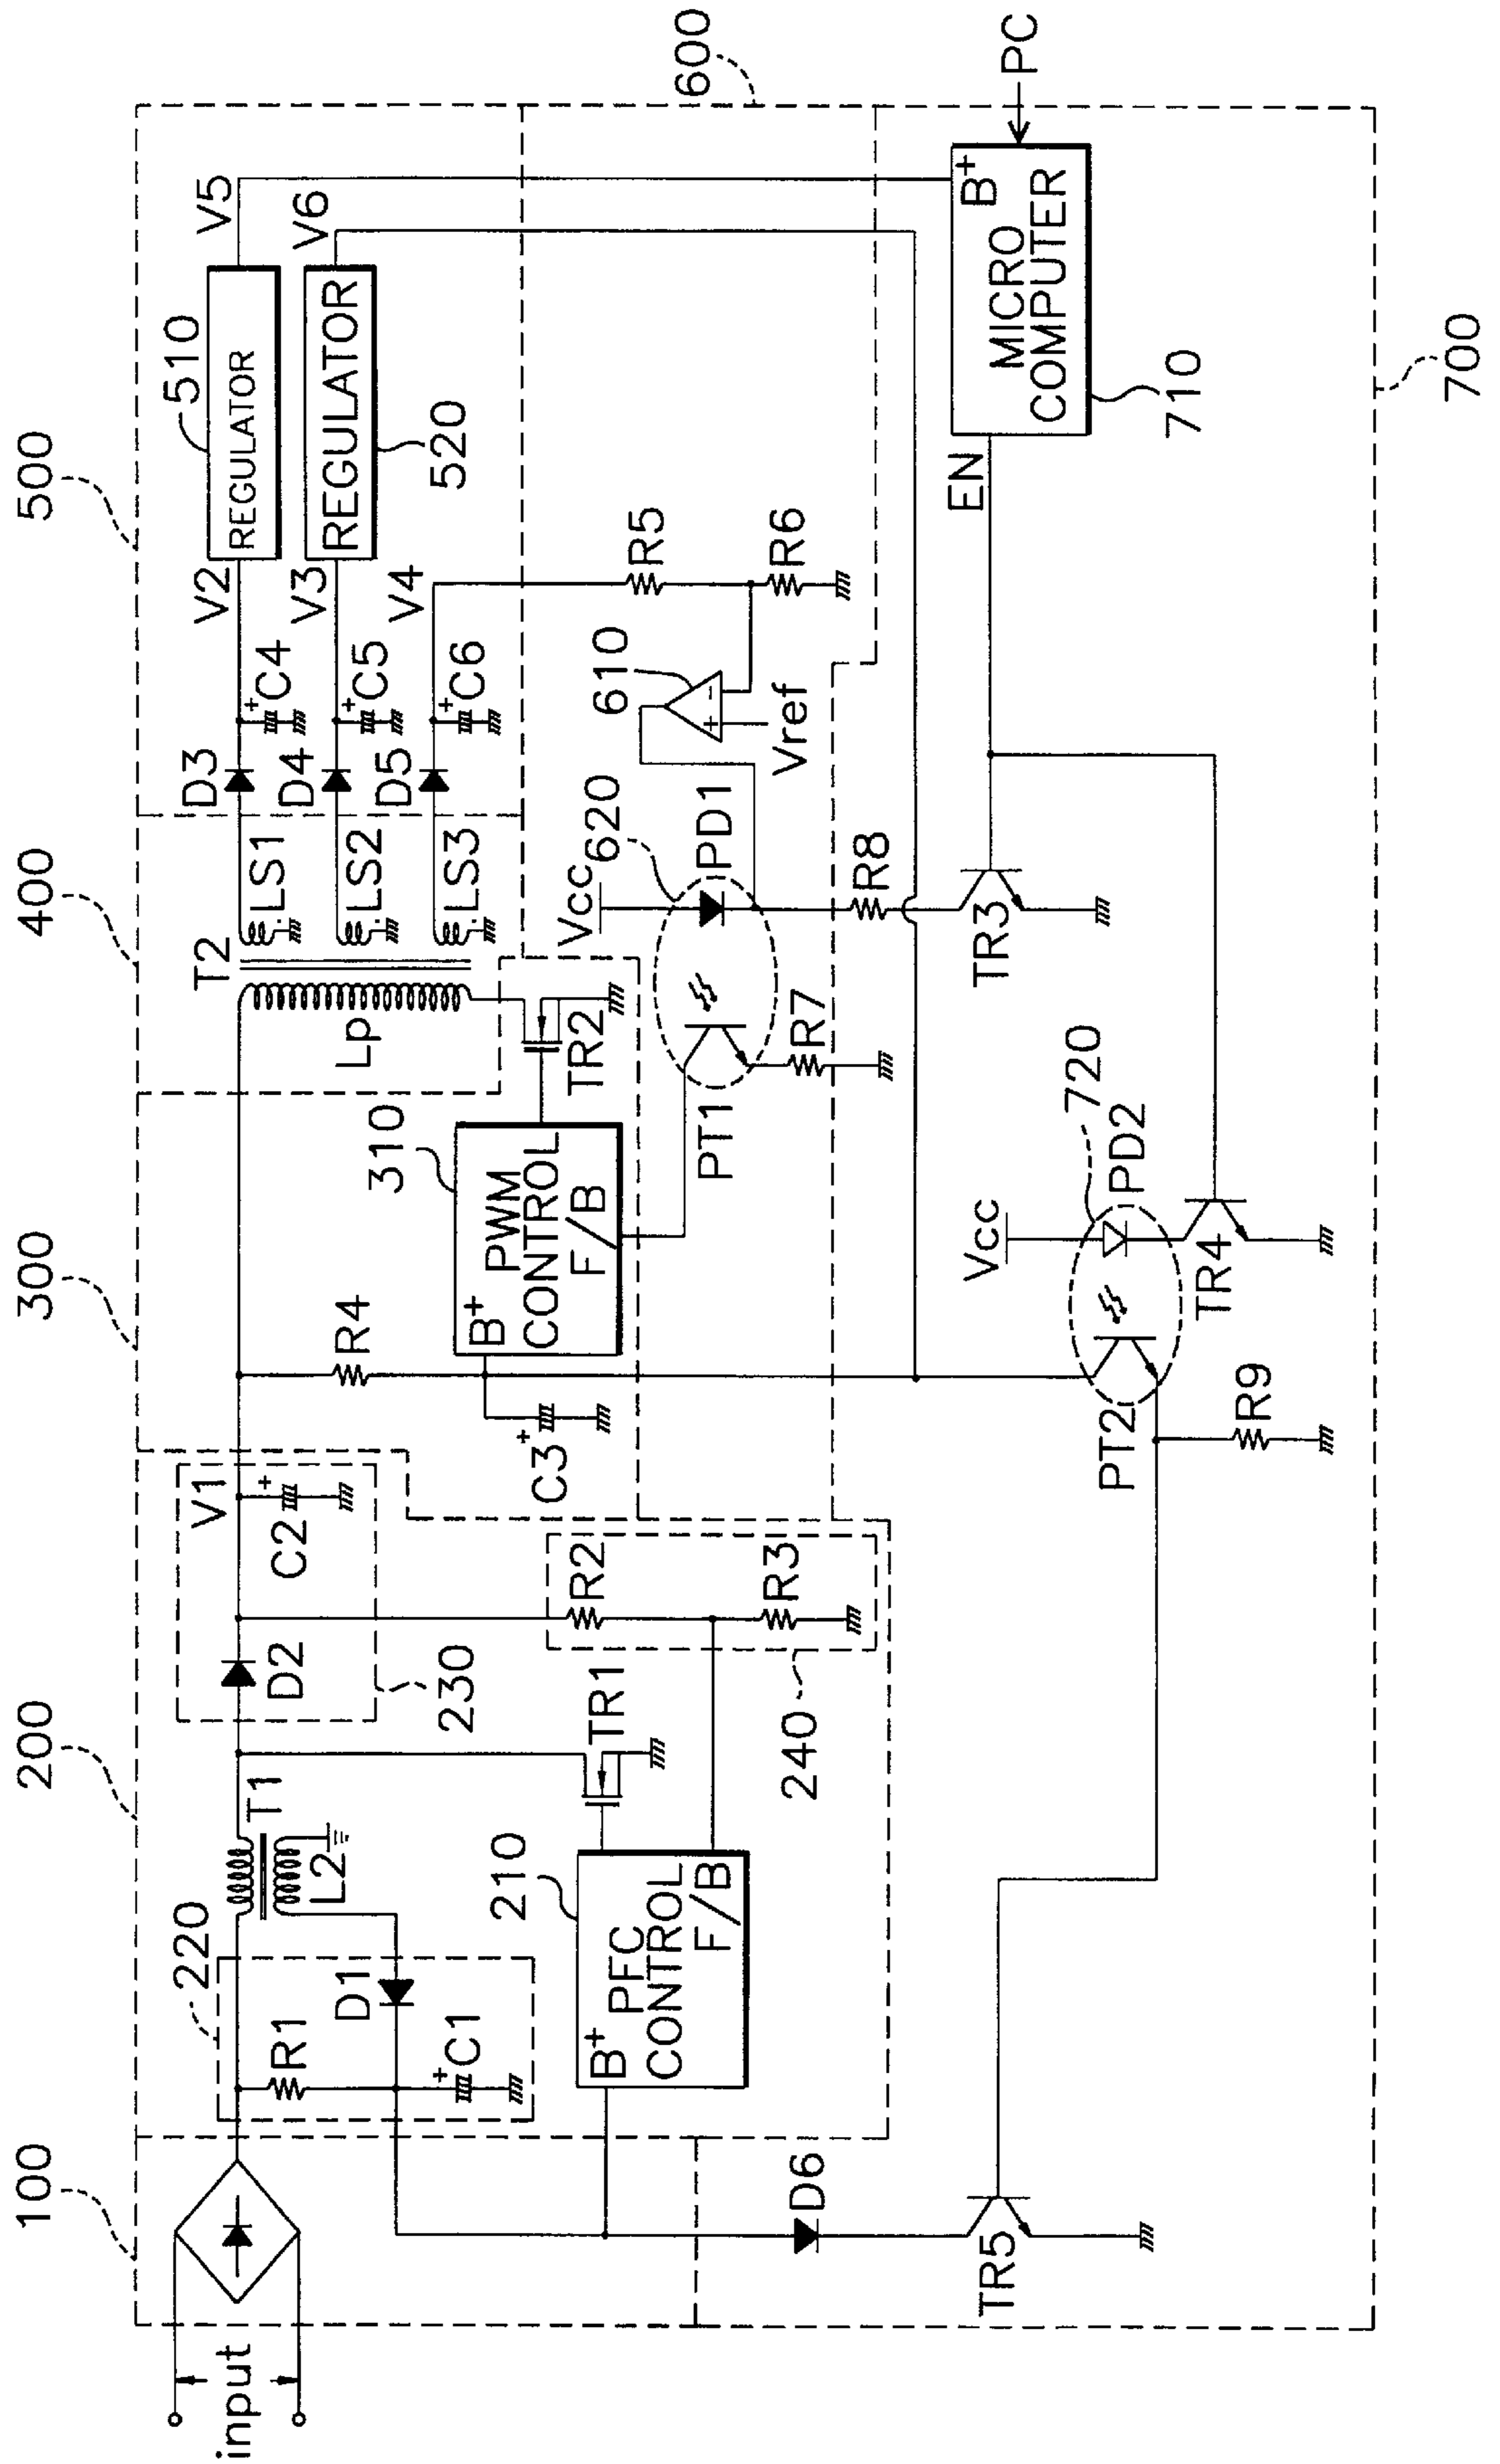 100
200
300
400
500
600
700
input
220
R1
D1
C1
+
T1
L2
210
PFC
CONTROL
B+
F/B
TR1
D2
230
V1
C2
+
R2
R3
240
R4
C3
+
310
PWM
CONTROL
B+
F/B
TR2
Lp
T2
LS1
LS2
LS3
D3
D4
D5
+
C4
+
C5
+
C6
V2
V3
V4
510
REGULATOR
REGULATOR
520
V5
V6
R5
R6
610
+
-
Vref
Vcc
620
PD1
PT1
R7
R8
TR3
EN
B+
MICRO
COMPUTER
710
PC
Vcc
720
PD2
PT2
TR4
R9
D6
TR5